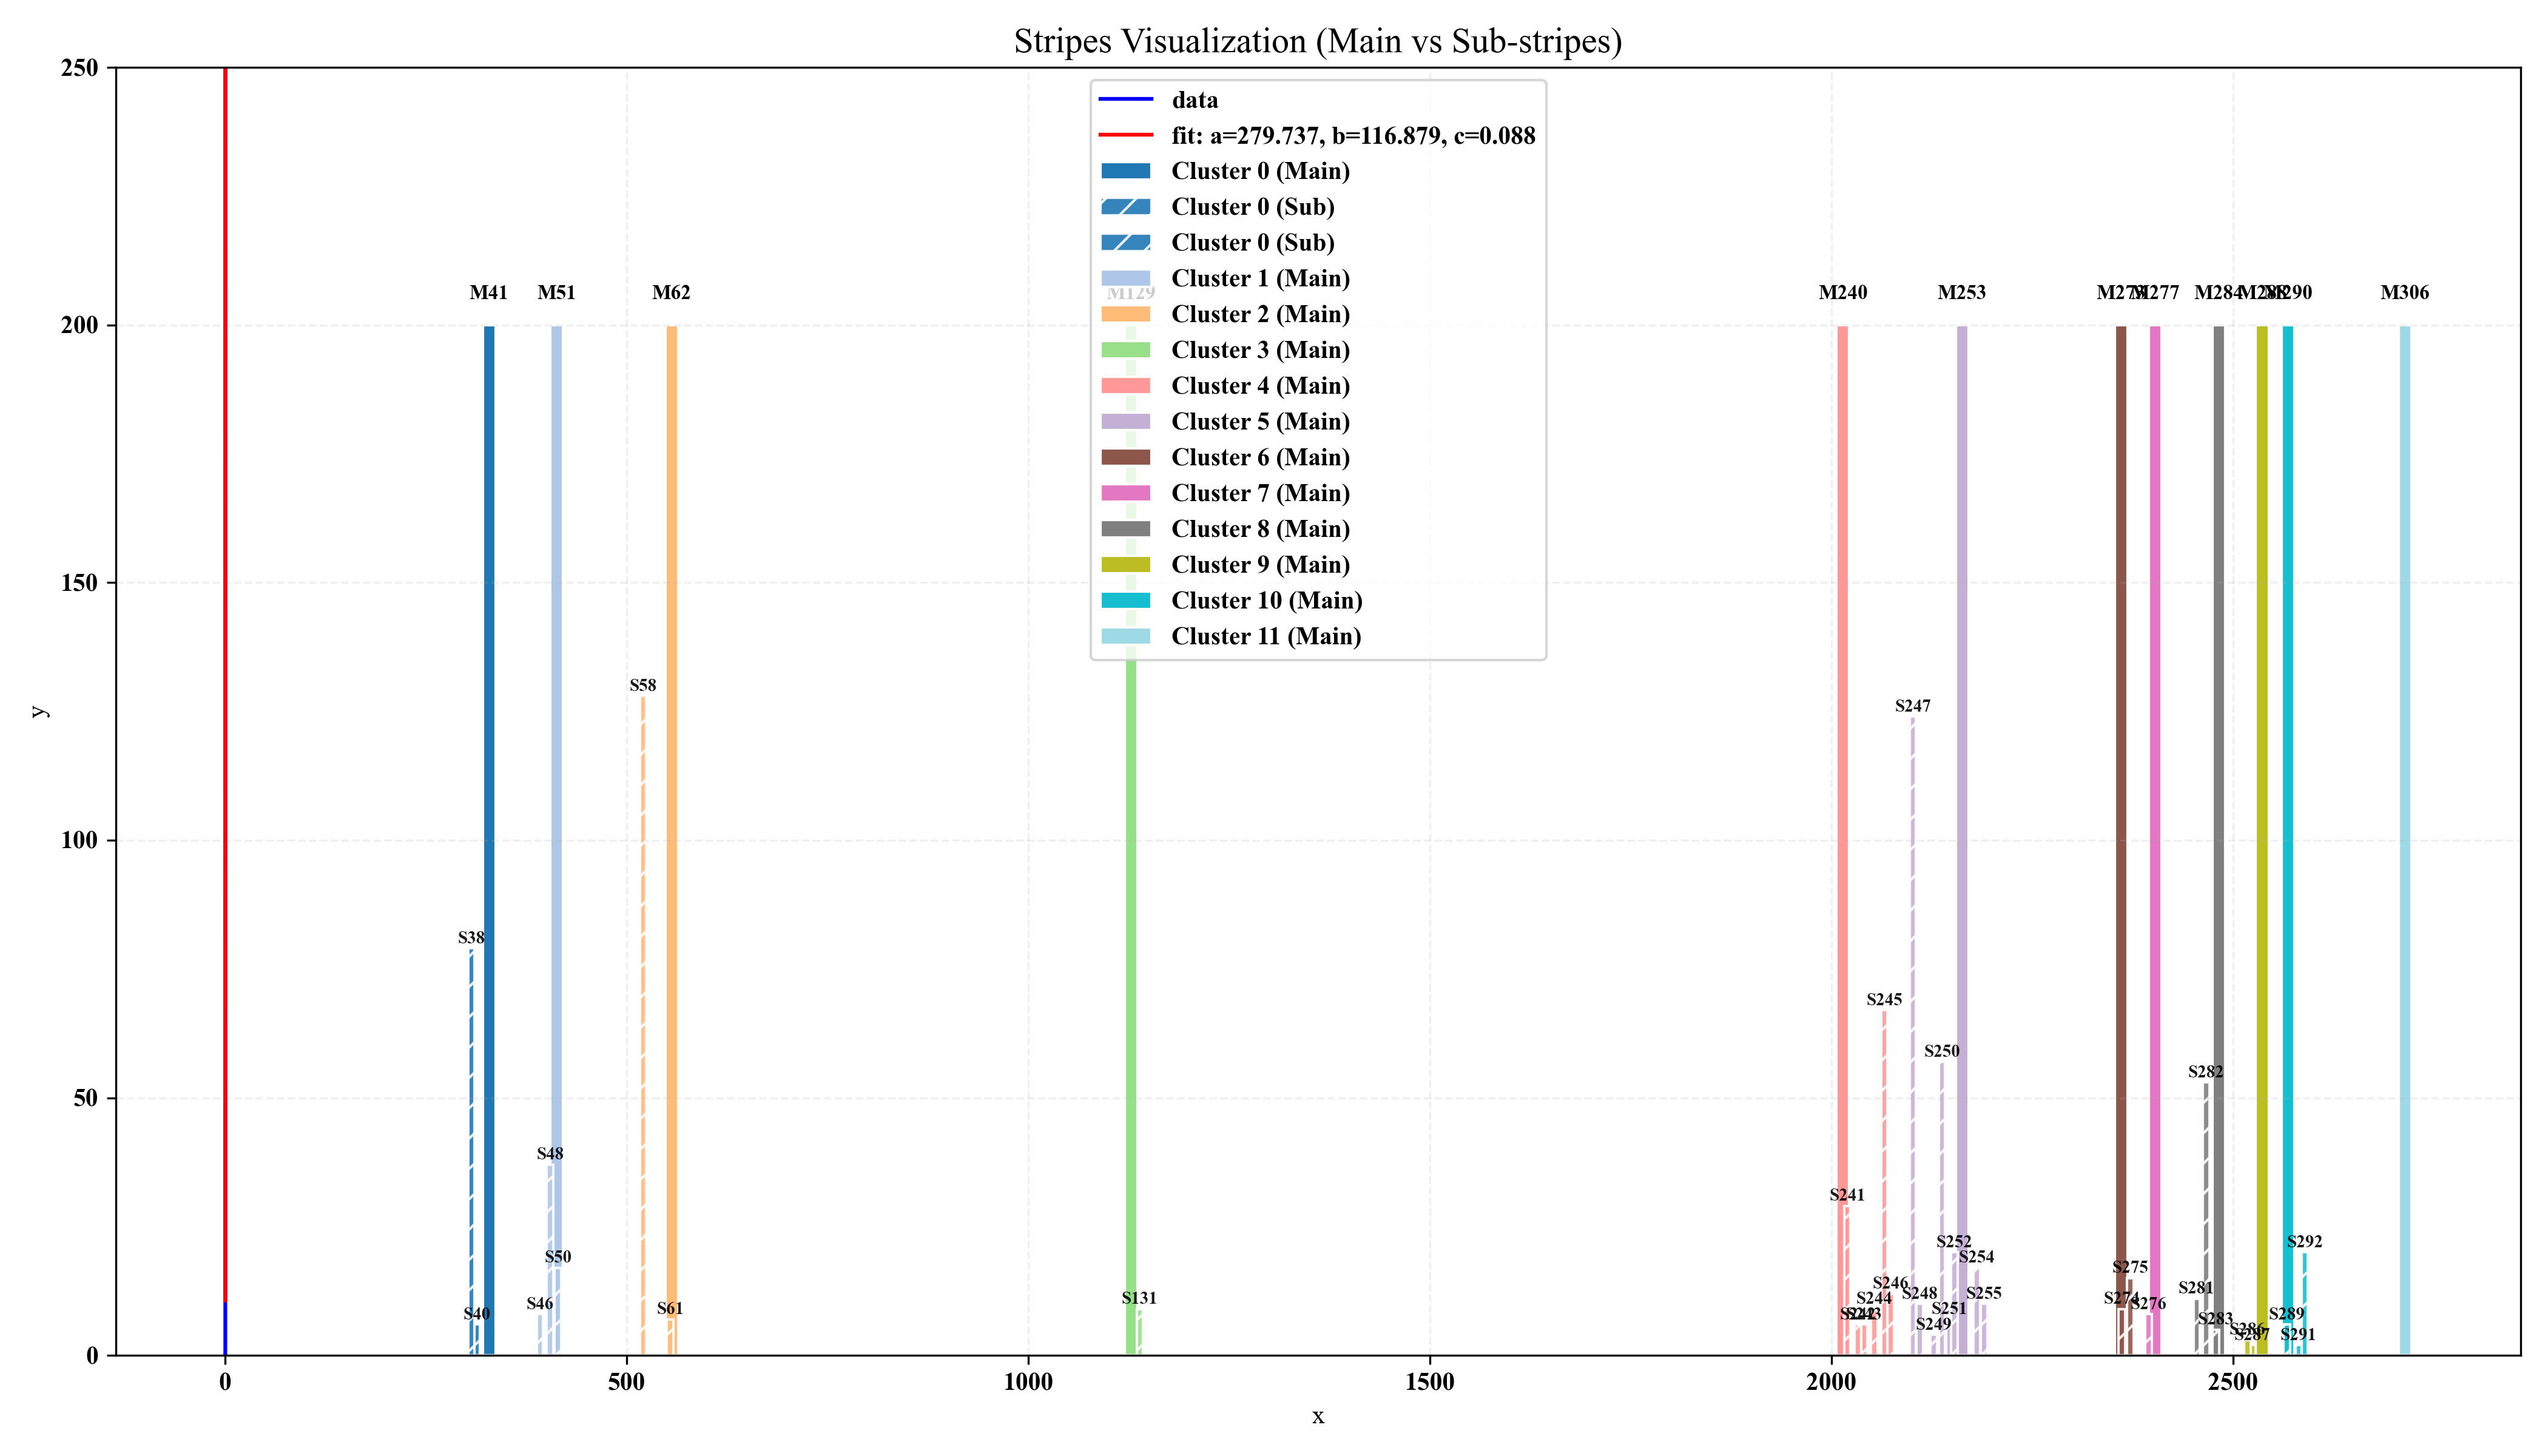 Stripes Visualization (Main vs Sub-stripes)
250
200
150
100
50
0
y
data
fit: a=279.737, b=116.879, c=0.088
Cluster 0 (Main)
Cluster 0 (Sub)
Cluster 0 (Sub)
Cluster 1 (Main)
Cluster 2 (Main)
Cluster 3 (Main)
Cluster 4 (Main)
Cluster 5 (Main)
Cluster 6 (Main)
Cluster 7 (Main)
Cluster 8 (Main)
Cluster 9 (Main)
Cluster 10 (Main)
Cluster 11 (Main)
M41
M51
M62
M129
M240
M253
M277
M284
M290
M306
S58
S247
S38
S245
S250
S282
S48
S241
S252
S50
S254
S292
S275
S246
S281
S46
S40
S61
S131
S244
S248
S255
S251
S249
S274
S276
S283
S289
S286
S287
S291
0
500
1000
1500
2000
2500
x